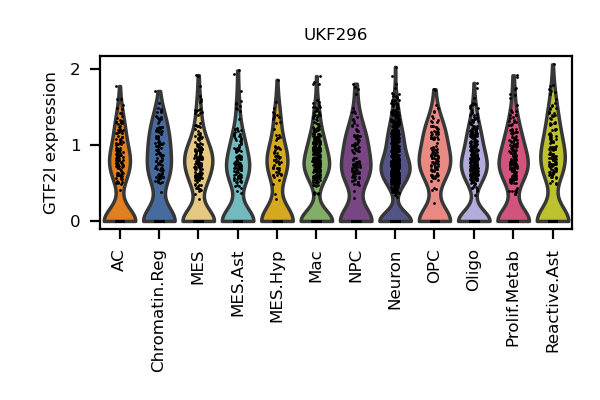 UKF296
GTF2I expression
2
1
0
AC
Chromatin.Reg
MES
MES.Ast
MES.Hyp
Mac
NPC
Neuron
OPC
Oligo
Prolif.Metab
Reactive.Ast